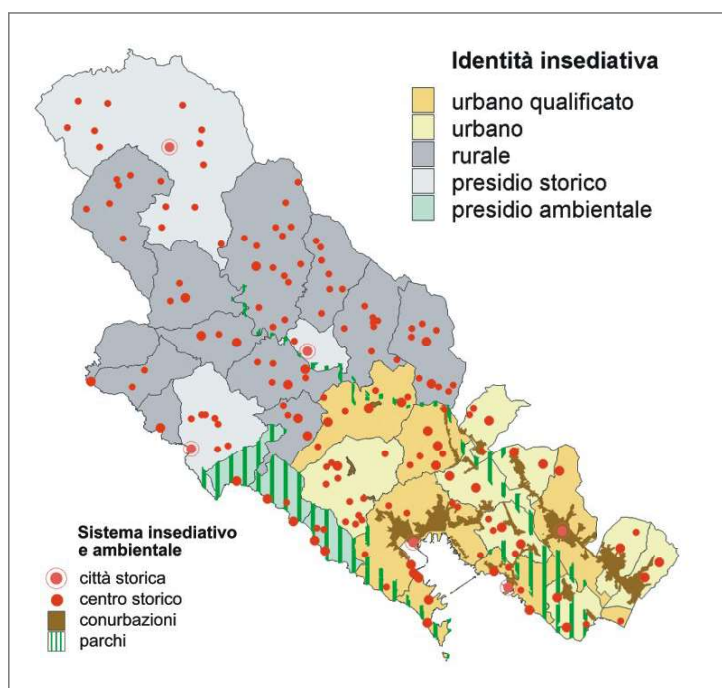 Identità insediativa
urbano qualificato
urbano
rurale
presidio storico
presidio ambientale
Sistema insediativo
e ambientale
città storica
centro storico
conurbazioni
parchi